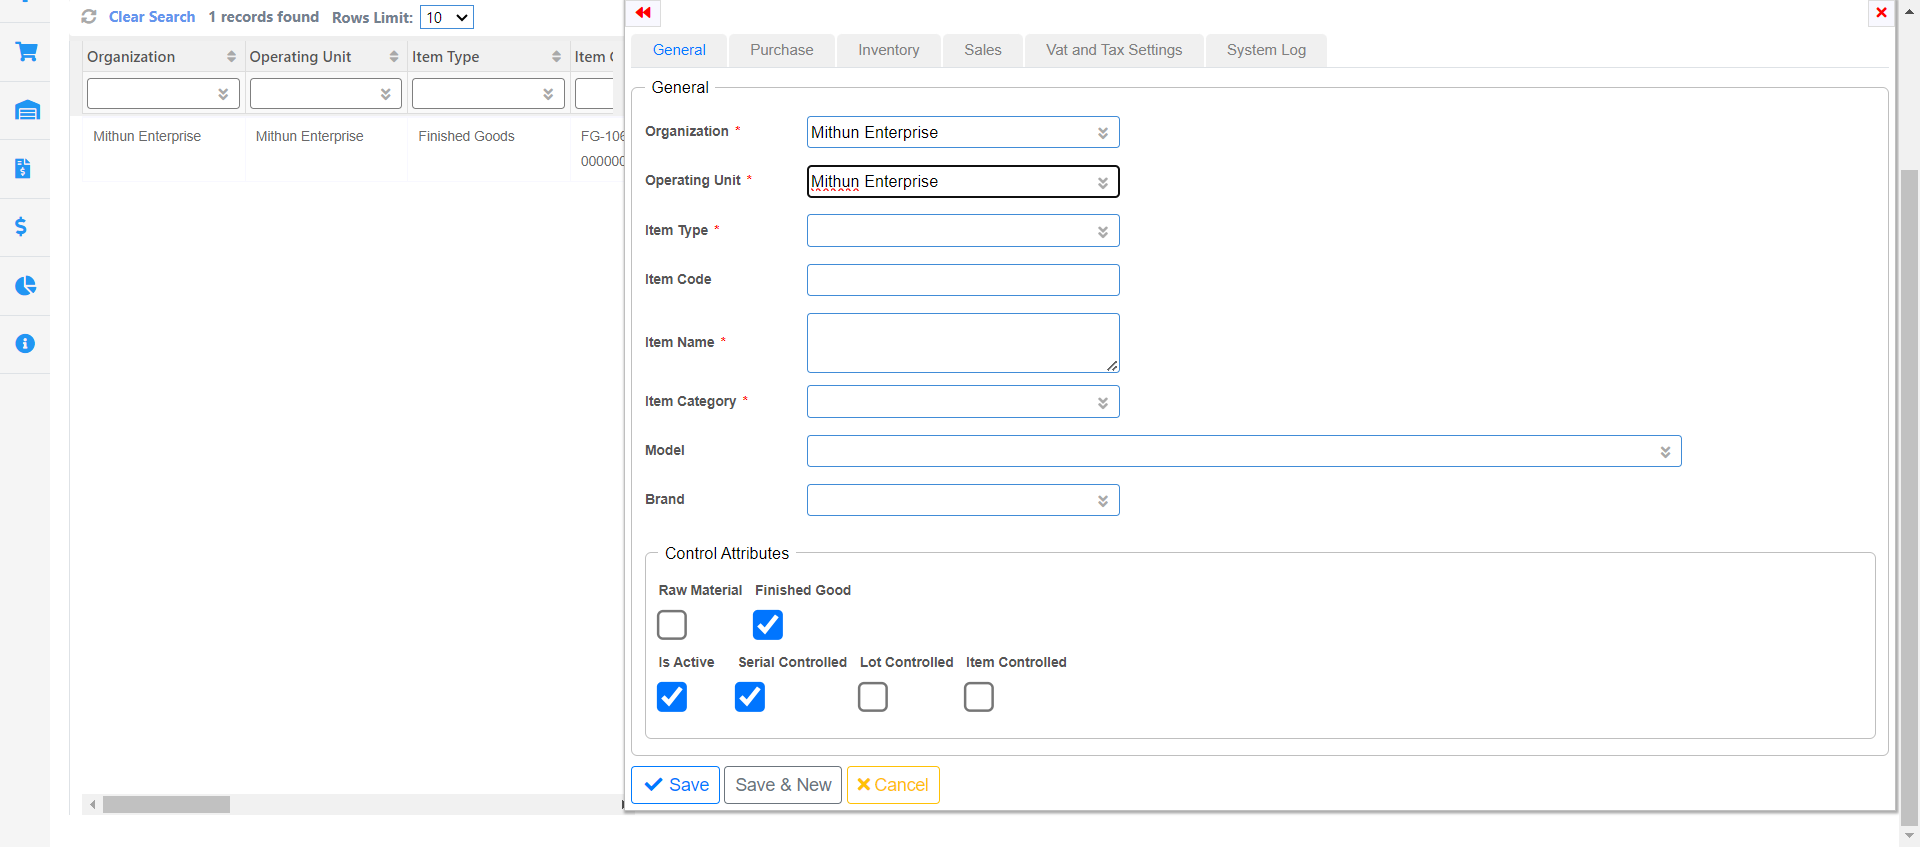 Clear Search 1 records found Rows Limit: 10
Organization Operating Unit Item Type Item C
Mithun Enterprise Mithun Enterprise Finished Goods FG-106
000000
General Purchase Inventory Sales Vat and Tax Settings System Log
General
Organization * Mithun Enterprise
Operating Unit * Mithun Enterprise
Item Type *
Item Code
Item Name *
Item Category *
Model
Brand
Control Attributes
Raw Material Finished Good
Is Active Serial Controlled Lot Controlled Item Controlled
Save Save & New Cancel